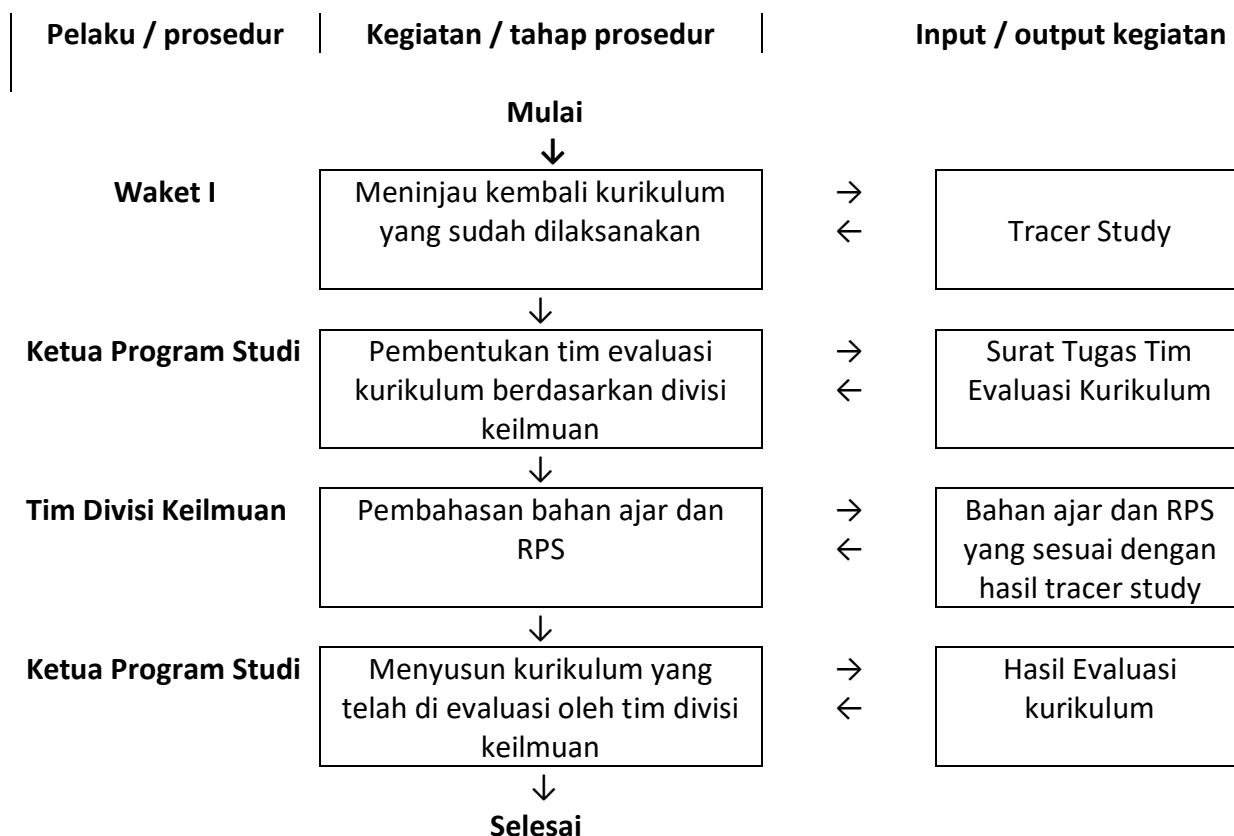 Pelaku / prosedur Kegiatan / tahap prosedur Input / output kegiatan
Mulai
↓
Waket I
Meninjau kembali kurikulum
yang sudah dilaksanakan
→
←
Tracer Study
↓
Ketua Program Studi
Pembentukan tim evaluasi
kurikulum berdasarkan divisi
keilmuan
→
←
Surat Tugas Tim
Evaluasi Kurikulum
↓
Tim Divisi Keilmuan
Pembahasan bahan ajar dan
RPS
→
←
Bahan ajar dan RPS
yang sesuai dengan
hasil tracer study
↓
Ketua Program Studi
Menyusun kurikulum yang
telah di evaluasi oleh tim divisi
keilmuan
→
←
Hasil Evaluasi
kurikulum
↓
Selesai